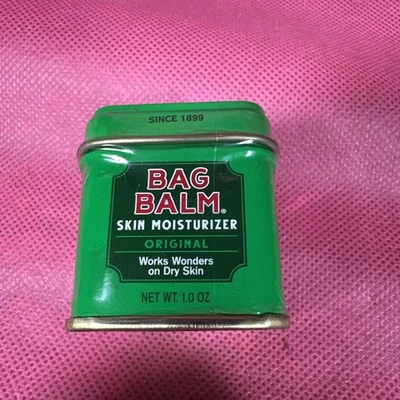 SINCE 1899
BAG
BALM®
SKIN MOISTURIZER
ORIGINAL
Works Wonders
on Dry Skin
NET WT. 1.0 OZ